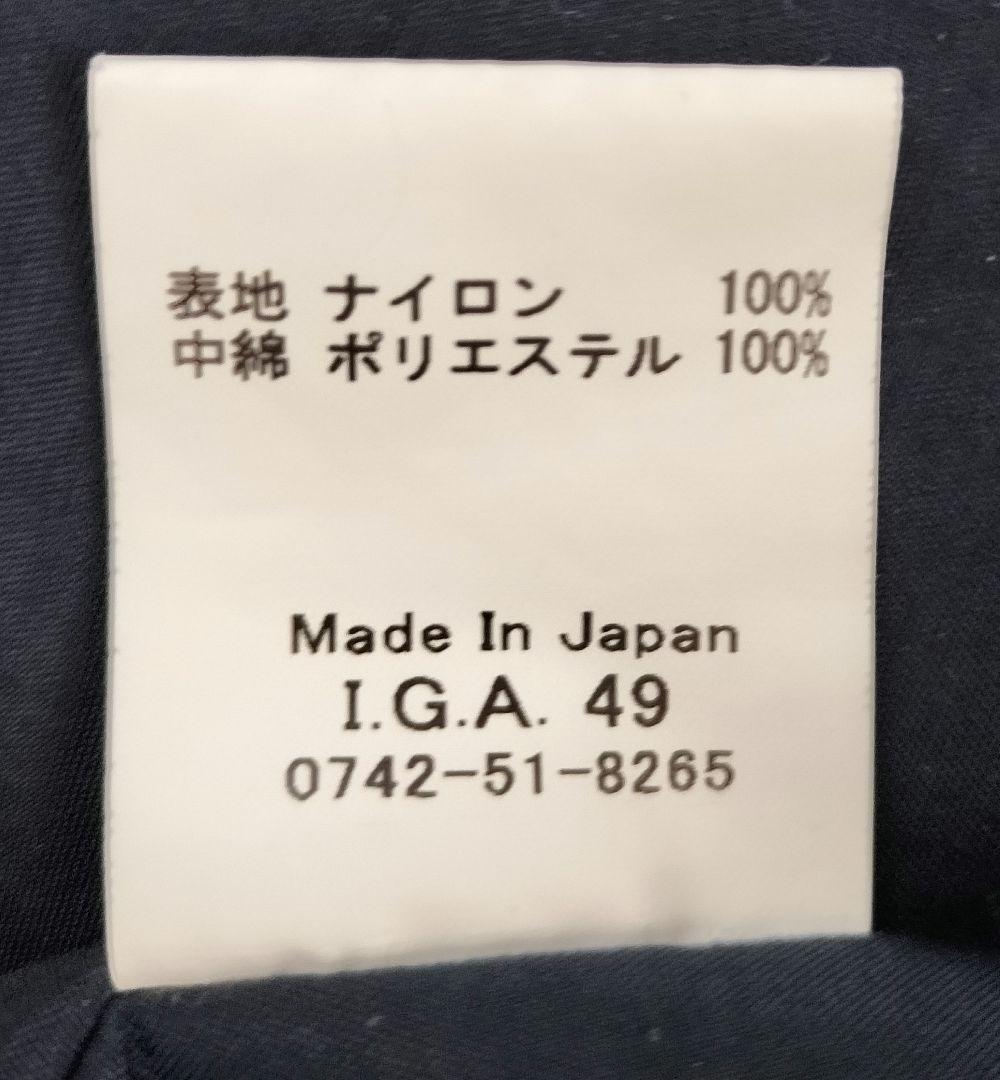 表地 ナイロン 100%
中綿 ポリエステル 100%
Made In Japan
I.G.A. 49
0742-51-8265